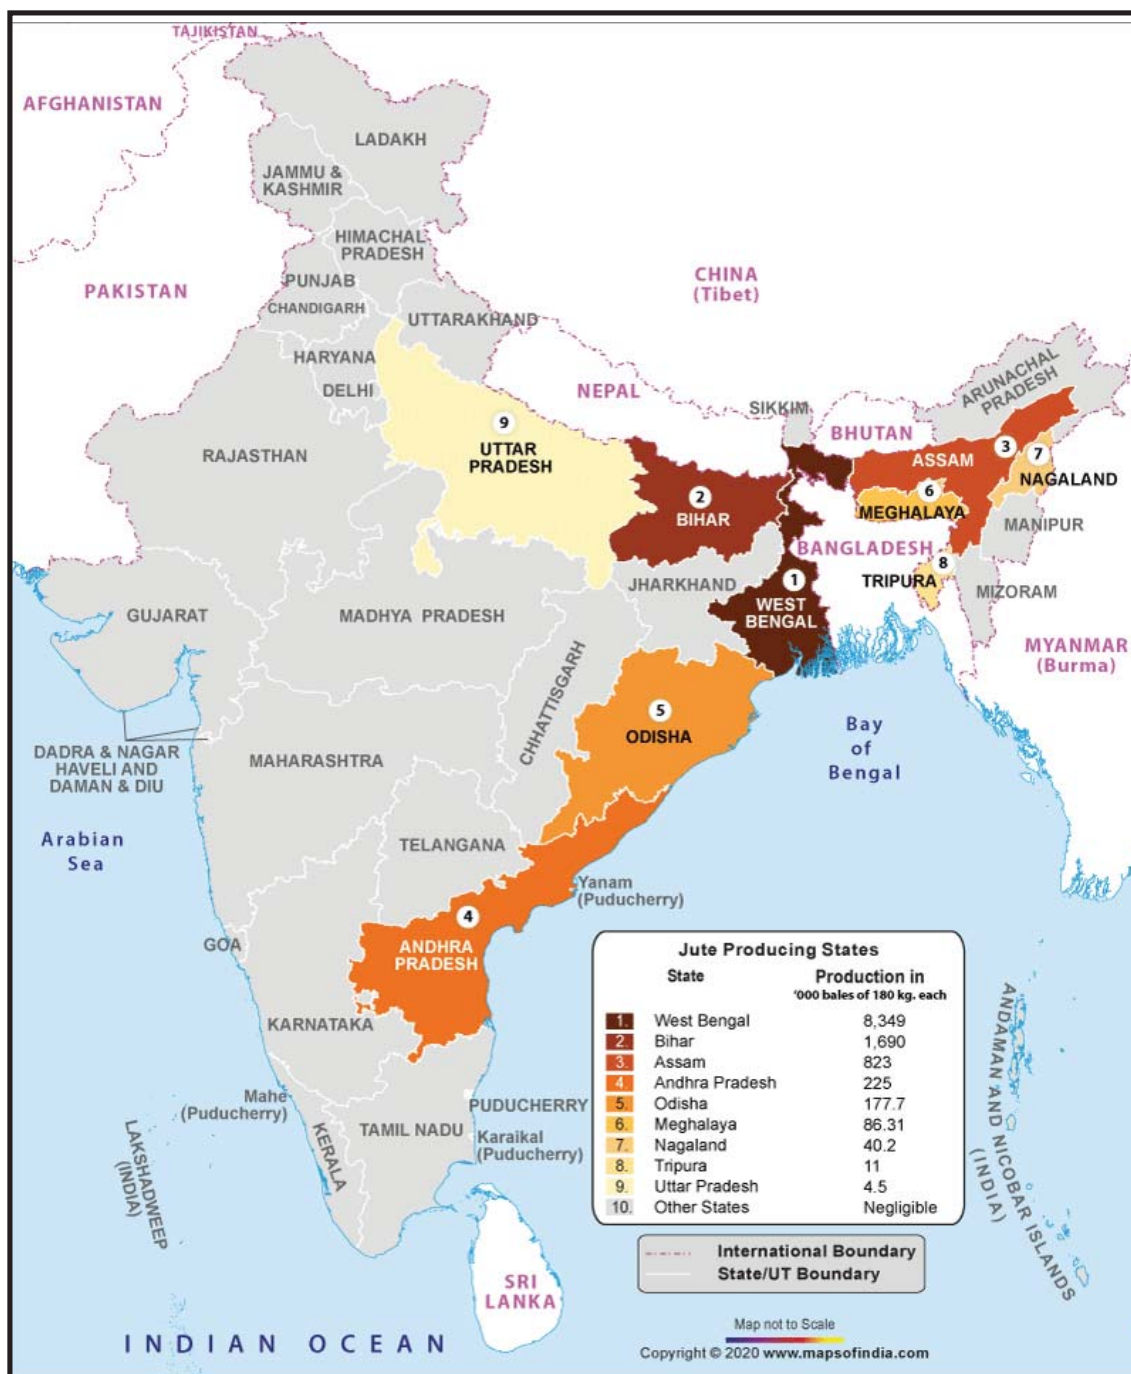 TAJIKISTAN
AFGHANISTAN
LADAKH
JAMMU &
KASHMIR
HIMACHAL
PRADESH
CHINA
(Tibet)
PAKISTAN
PUNJAB
CHANDIGARH
UTTARAKHAND
HARYANA
DELHI
NEPAL
SIKKIM
ARUNACHAL
PRADESH
BHUTAN
9
UTTAR
PRADESH
RAJASTHAN
3
ASSAM
7
NAGALAND
2
BIHAR
6
MEGHALAYA
MANIPUR
BANGLADESH
8
TRIPURA
MIZORAM
JHARKHAND
1
WEST
BENGAL
GUJARAT
MADHYA PRADESH
MYANMAR
(Burma)
CHHATTISGARH
5
ODISHA
Bay
of
Bengal
DADRA & NAGAR
HAVELI AND
DAMAN & DIU
MAHARASHTRA
Arabian
Sea
TELANGANA
Yanam
(Puducherry)
4
ANDHRA
PRADESH
GOA
KARNATAKA
Mahe
(Puducherry)
PUDUCHERRY
TAMIL NADU
Karaikal
(Puducherry)
KERALA
LAKSHADWEEP
(INDIA)
ANDAMAN AND NICOBAR ISLANDS
(INDIA)
SRI
LANKA
INDIAN OCEAN
Jute Producing States
State Production in
'000 bales of 180 kg. each
1. West Bengal 8,349
2. Bihar 1,690
3. Assam 823
4. Andhra Pradesh 225
5. Odisha 177.7
6. Meghalaya 86.31
7. Nagaland 40.2
8. Tripura 11
9. Uttar Pradesh 4.5
10. Other States Negligible
International Boundary
State/UT Boundary
Map not to Scale
Copyright © 2020 www.mapsofindia.com